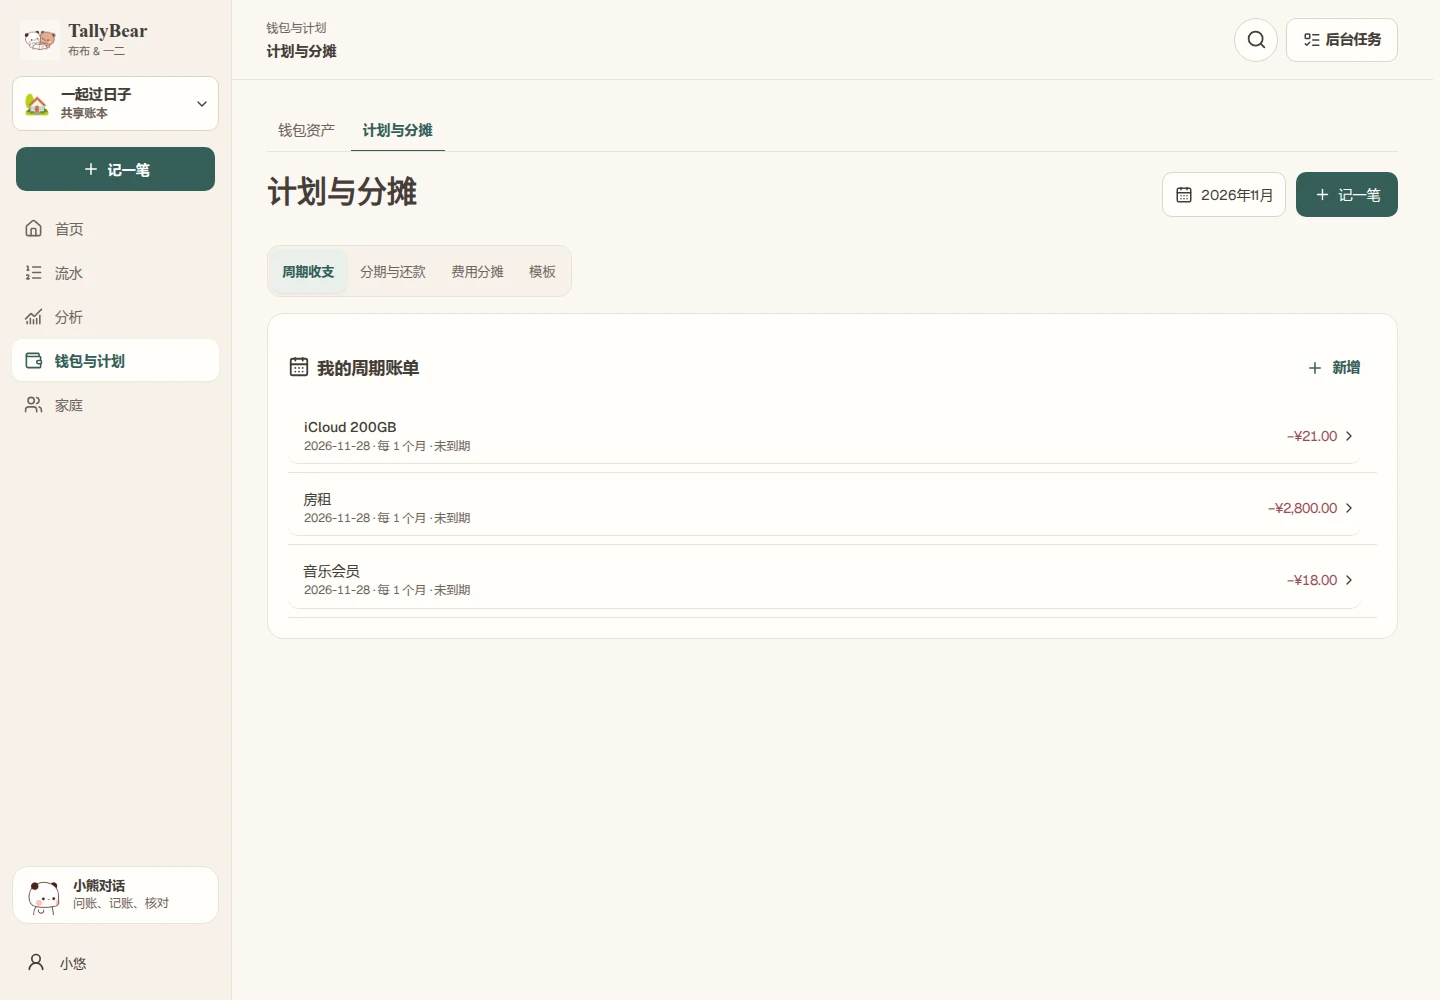 TallyBear
布布 & 一二
一起过日子
共享账本
记一笔
首页
流水
分析
钱包与计划
家庭
小熊对话
问账、记账、核对
小悠
钱包与计划
计划与分摊
后台任务
钱包资产
计划与分摊
计划与分摊
2026年11月
记一笔
周期收支
分期与还款
费用分摊
模板
我的周期账单
新增
iCloud 200GB
2026-11-28 · 每 1 个月 · 未到期
-¥21.00
房租
2026-11-28 · 每 1 个月 · 未到期
-¥2,800.00
音乐会员
2026-11-28 · 每 1 个月 · 未到期
-¥18.00